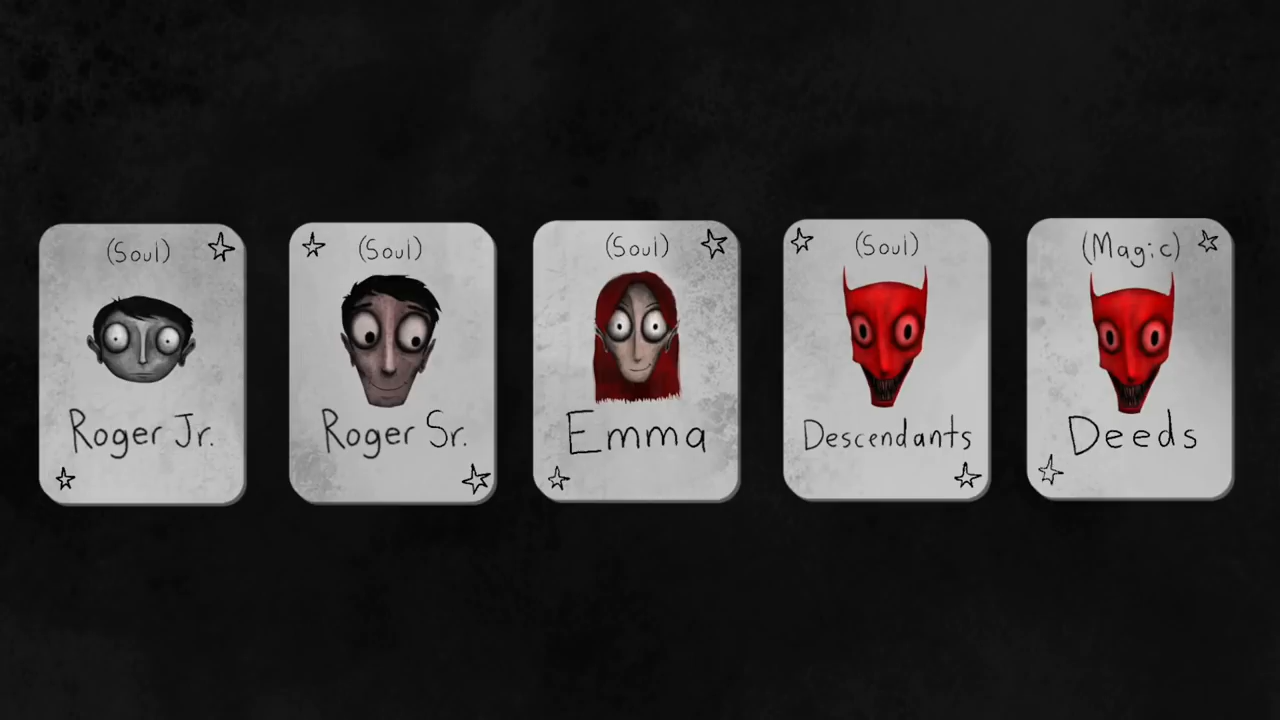 (Soul)
Roger Jr.
(Soul)
Roger Sr.
(Soul)
Emma
(Soul)
Descendants
(Magic)
Deeds